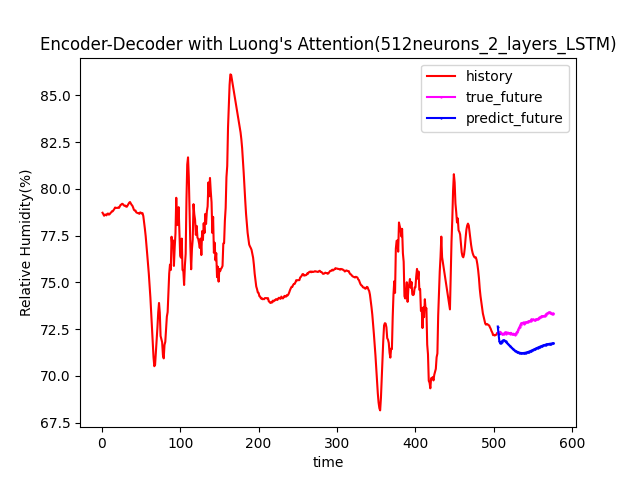 Encoder-Decoder with Luong's Attention(512neurons_2_layers_LSTM)
history
true_future
predict_future
Relative Humidity(%)
85.0
82.5
80.0
77.5
75.0
72.5
70.0
67.5
0 100 200 300 400 500 600
time